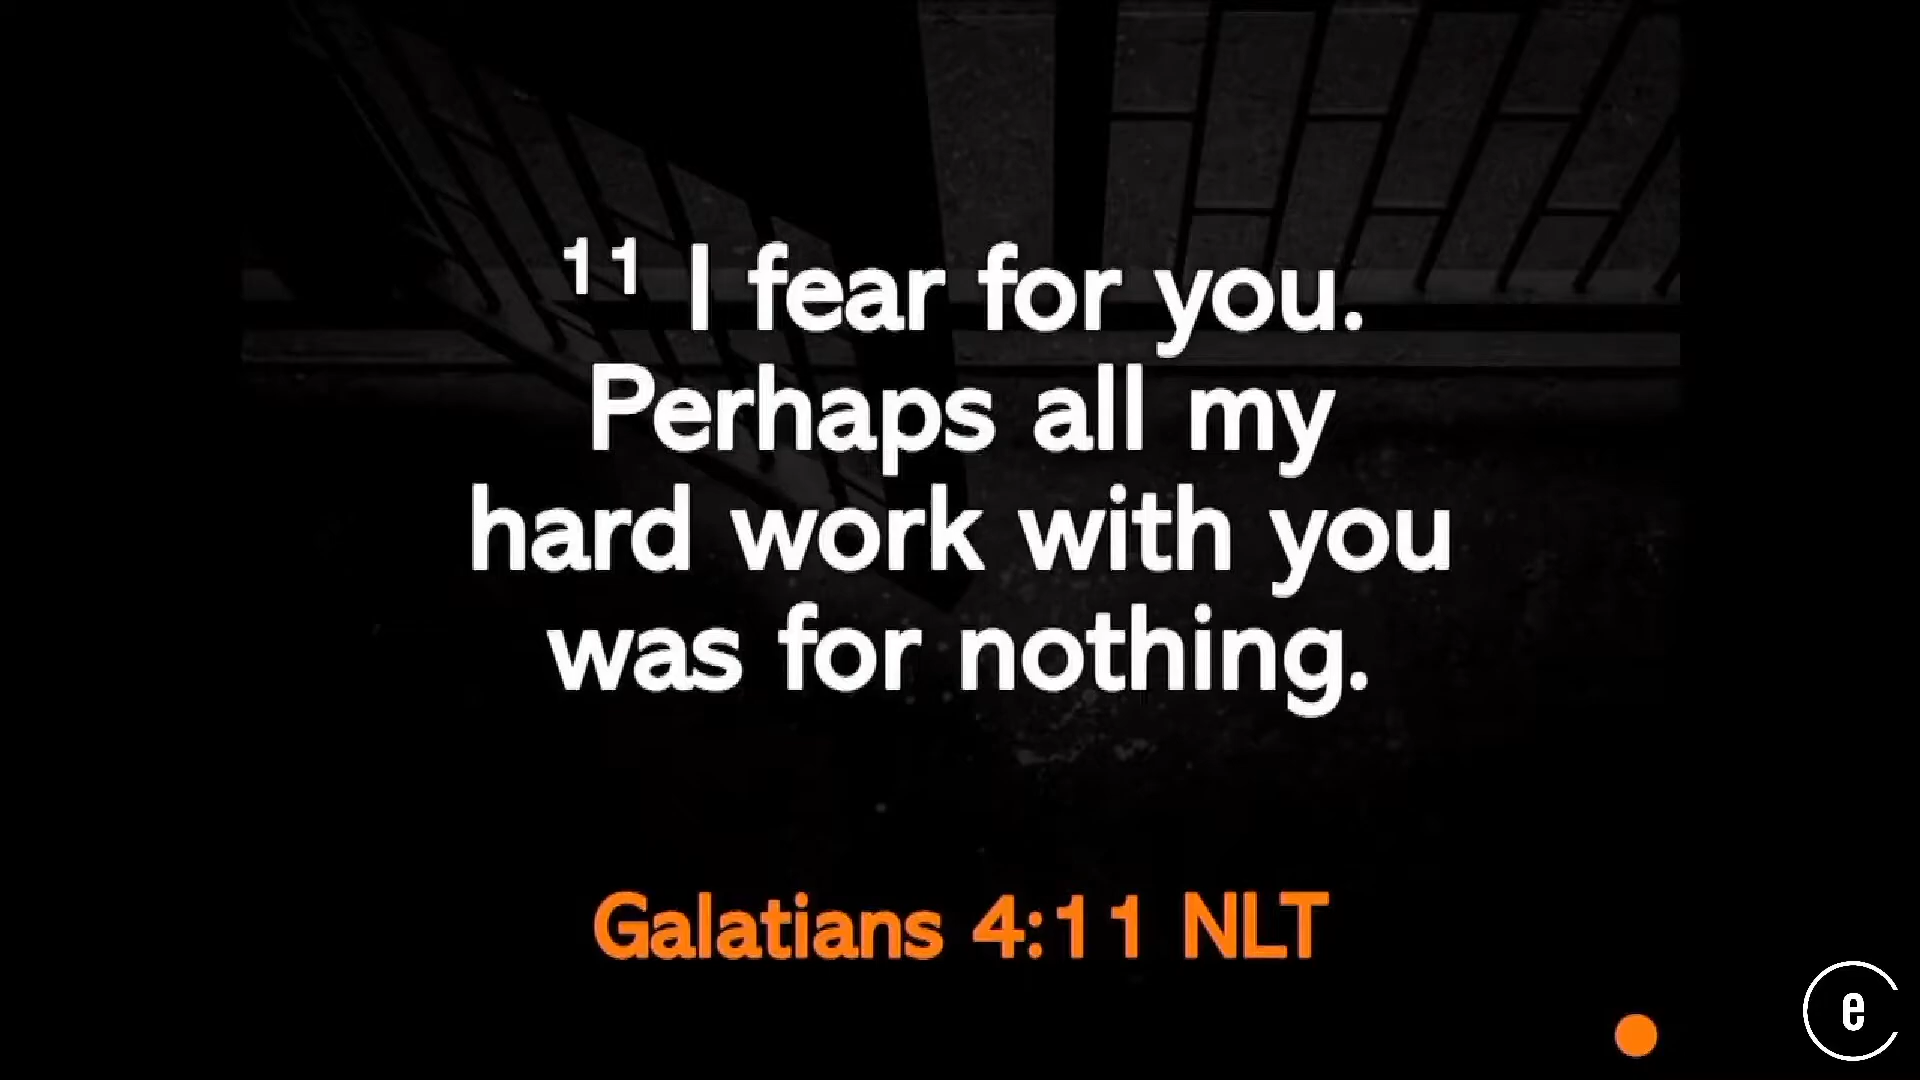 11 I fear for you.
Perhaps all my
hard work with you
was for nothing.
Galatians 4:11 NLT
e